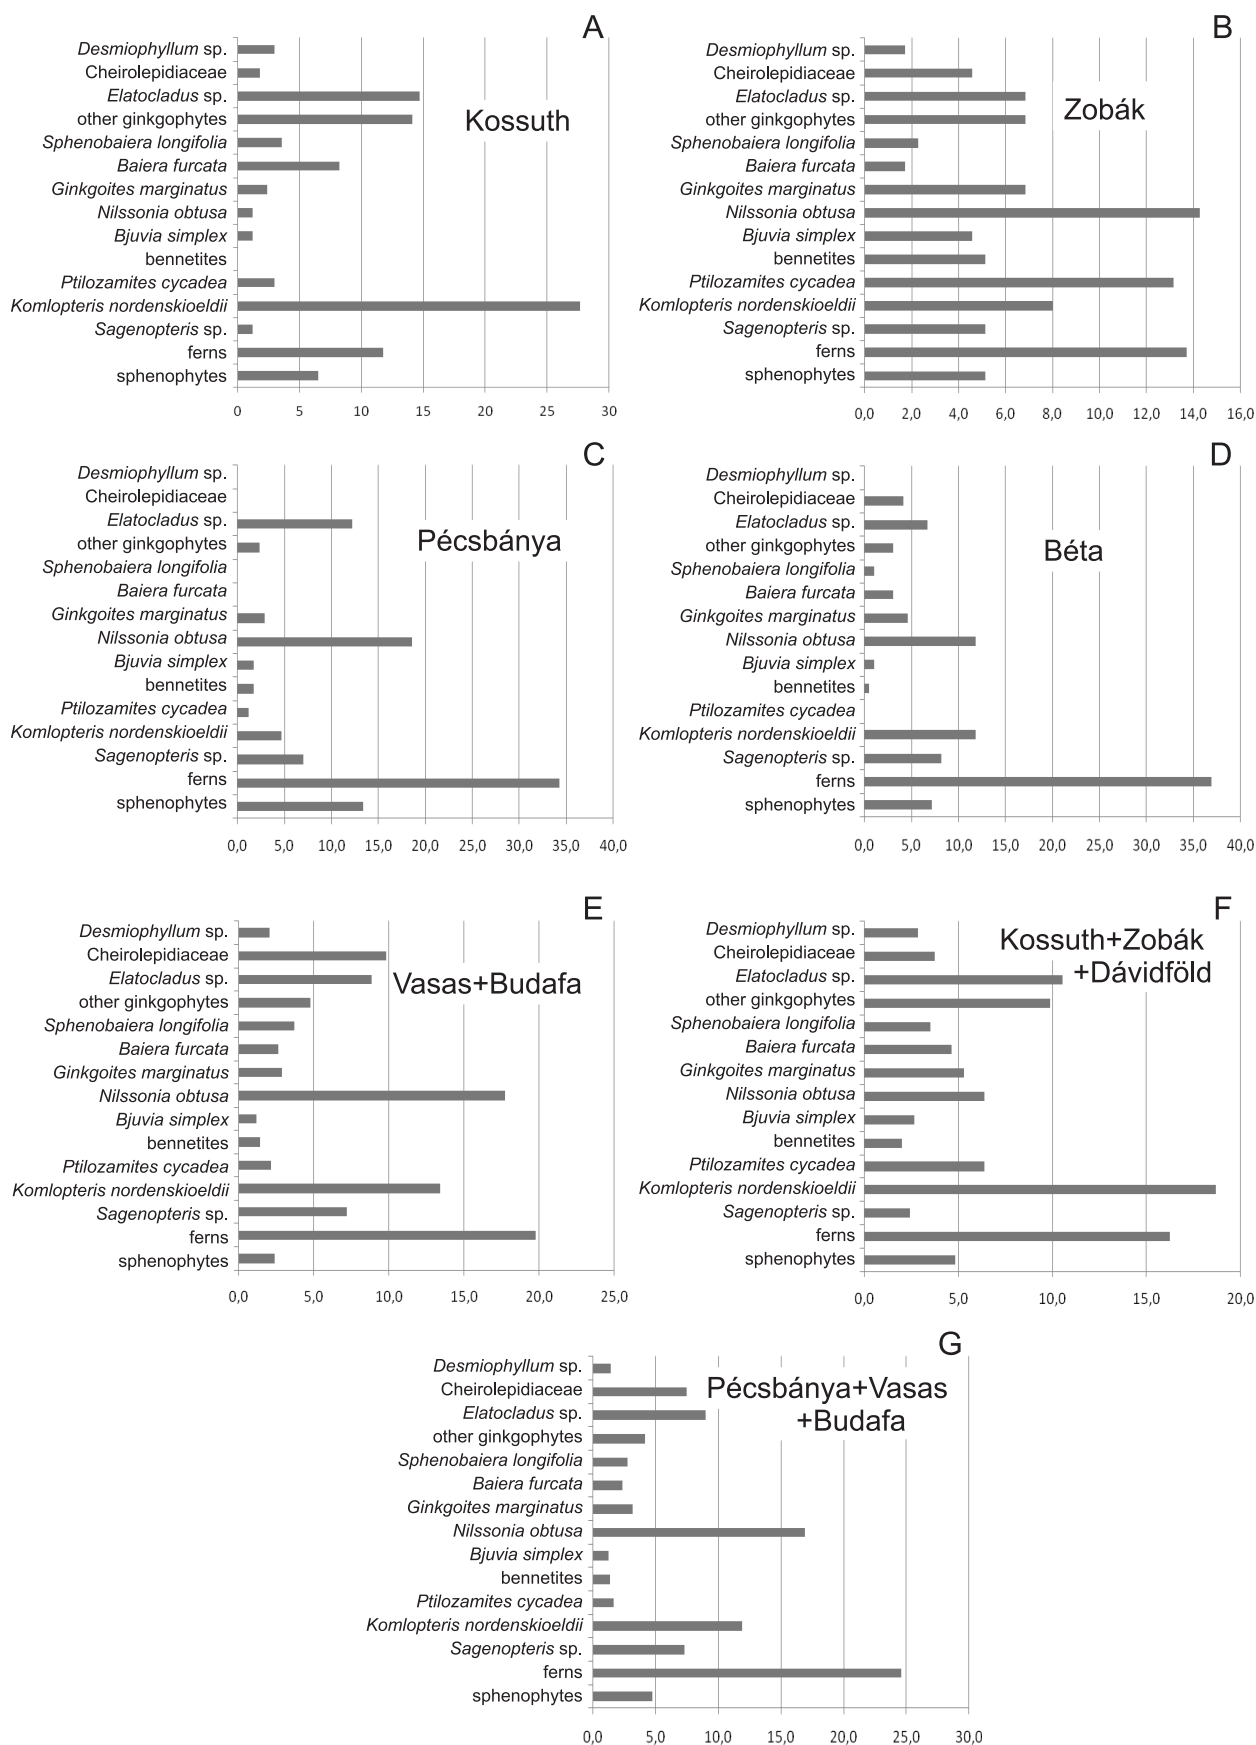 A
Desmiophyllum sp.
Cheirolepidiaceae
Elatocladus sp.
other ginkgophytes
Sphenobaiera longifolia
Baiera furcata
Ginkgoites marginatus
Nilssonia obtusa
Bjuvia simplex
bennetites
Ptilozamites cycadea
Komlopteris nordenskioeldii
Sagenopteris sp.
ferns
sphenophytes
Kossuth
0 5 10 15 20 25 30
B
Desmiophyllum sp.
Cheirolepidiaceae
Elatocladus sp.
other ginkgophytes
Sphenobaiera longifolia
Baiera furcata
Ginkgoites marginatus
Nilssonia obtusa
Bjuvia simplex
bennetites
Ptilozamites cycadea
Komlopteris nordenskioeldii
Sagenopteris sp.
ferns
sphenophytes
Zobák
0,0 2,0 4,0 6,0 8,0 10,0 12,0 14,0 16,0
C
Desmiophyllum sp.
Cheirolepidiaceae
Elatocladus sp.
other ginkgophytes
Sphenobaiera longifolia
Baiera furcata
Ginkgoites marginatus
Nilssonia obtusa
Bjuvia simplex
bennetites
Ptilozamites cycadea
Komlopteris nordenskioeldii
Sagenopteris sp.
ferns
sphenophytes
Pécsbánya
0,0 5,0 10,0 15,0 20,0 25,0 30,0 35,0 40,0
D
Desmiophyllum sp.
Cheirolepidiaceae
Elatocladus sp.
other ginkgophytes
Sphenobaiera longifolia
Baiera furcata
Ginkgoites marginatus
Nilssonia obtusa
Bjuvia simplex
bennetites
Ptilozamites cycadea
Komlopteris nordenskioeldii
Sagenopteris sp.
ferns
sphenophytes
Béta
0,0 5,0 10,0 15,0 20,0 25,0 30,0 35,0 40,0
E
Desmiophyllum sp.
Cheirolepidiaceae
Elatocladus sp.
other ginkgophytes
Sphenobaiera longifolia
Baiera furcata
Ginkgoites marginatus
Nilssonia obtusa
Bjuvia simplex
bennetites
Ptilozamites cycadea
Komlopteris nordenskioeldii
Sagenopteris sp.
ferns
sphenophytes
Vasas+Budafa
0,0 5,0 10,0 15,0 20,0 25,0
F
Desmiophyllum sp.
Cheirolepidiaceae
Elatocladus sp.
other ginkgophytes
Sphenobaiera longifolia
Baiera furcata
Ginkgoites marginatus
Nilssonia obtusa
Bjuvia simplex
bennetites
Ptilozamites cycadea
Komlopteris nordenskioeldii
Sagenopteris sp.
ferns
sphenophytes
Kossuth+Zobák
+Dávidföld
0,0 5,0 10,0 15,0 20,0
G
Desmiophyllum sp.
Cheirolepidiaceae
Elatocladus sp.
other ginkgophytes
Sphenobaiera longifolia
Baiera furcata
Ginkgoites marginatus
Nilssonia obtusa
Bjuvia simplex
bennetites
Ptilozamites cycadea
Komlopteris nordenskioeldii
Sagenopteris sp.
ferns
sphenophytes
Pécsbánya+Vasas
+Budafa
0,0 5,0 10,0 15,0 20,0 25,0 30,0